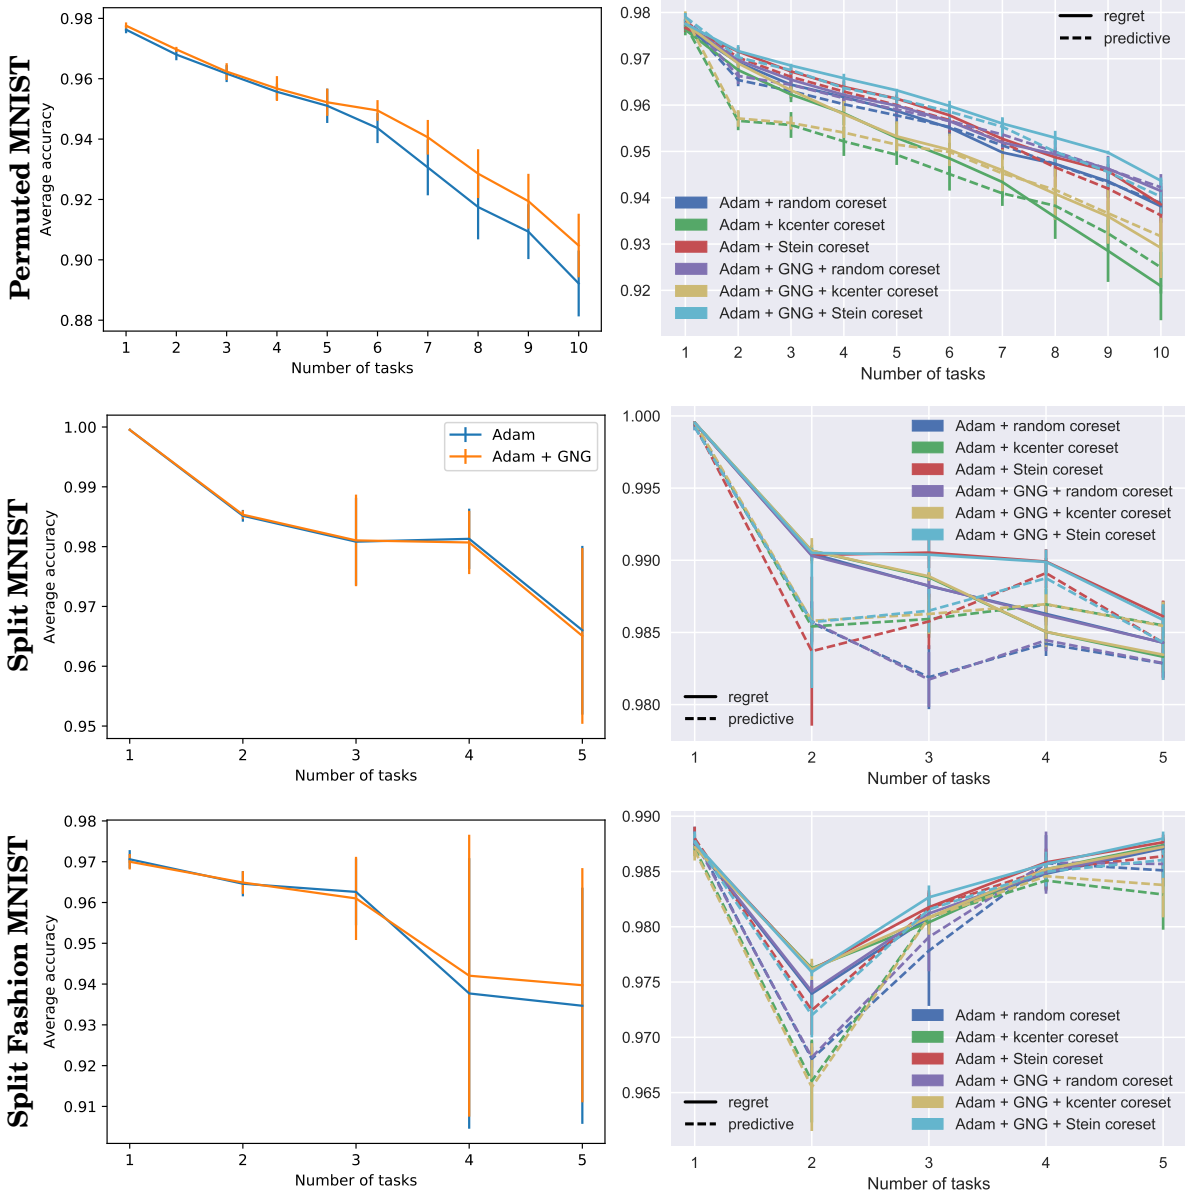 Permuted MNIST
Average accuracy
0.98
0.96
0.94
0.92
0.90
0.88
1 2 3 4 5 6 7 8 9 10
Number of tasks
0.98
0.97
0.96
0.95
0.94
0.93
0.92
regret
predictive
Adam + random coreset
Adam + kcenter coreset
Adam + Stein coreset
Adam + GNG + random coreset
Adam + GNG + kcenter coreset
Adam + GNG + Stein coreset
1 2 3 4 5 6 7 8 9 10
Number of tasks
Split MNIST
Average accuracy
1.00
0.99
0.98
0.97
0.96
0.95
Adam
Adam + GNG
1 2 3 4 5
Number of tasks
1.000
0.995
0.990
0.985
0.980
Adam + random coreset
Adam + kcenter coreset
Adam + Stein coreset
Adam + GNG + random coreset
Adam + GNG + kcenter coreset
Adam + GNG + Stein coreset
regret
predictive
1 2 3 4 5
Number of tasks
Split Fashion MNIST
Average accuracy
0.98
0.97
0.96
0.95
0.94
0.93
0.92
0.91
1 2 3 4 5
Number of tasks
0.990
0.985
0.980
0.975
0.970
0.965
Adam + random coreset
Adam + kcenter coreset
Adam + Stein coreset
Adam + GNG + random coreset
Adam + GNG + kcenter coreset
Adam + GNG + Stein coreset
regret
predictive
1 2 3 4 5
Number of tasks